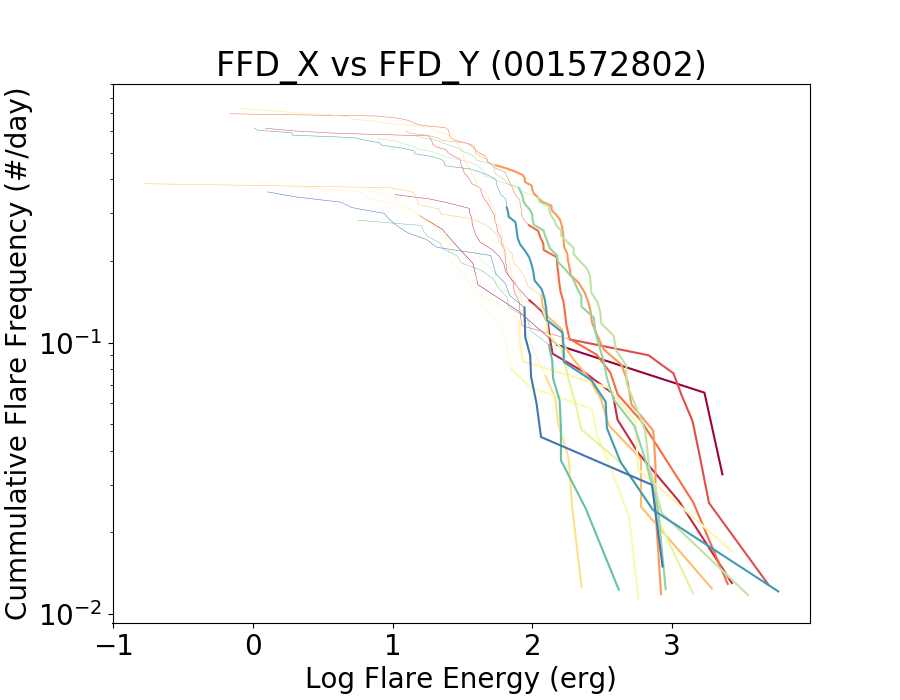 FFD_X vs FFD_Y (001572802)
Cummulative Flare Frequency (#/day)
10⁻¹
10⁻²
−1 0 1 2 3
Log Flare Energy (erg)